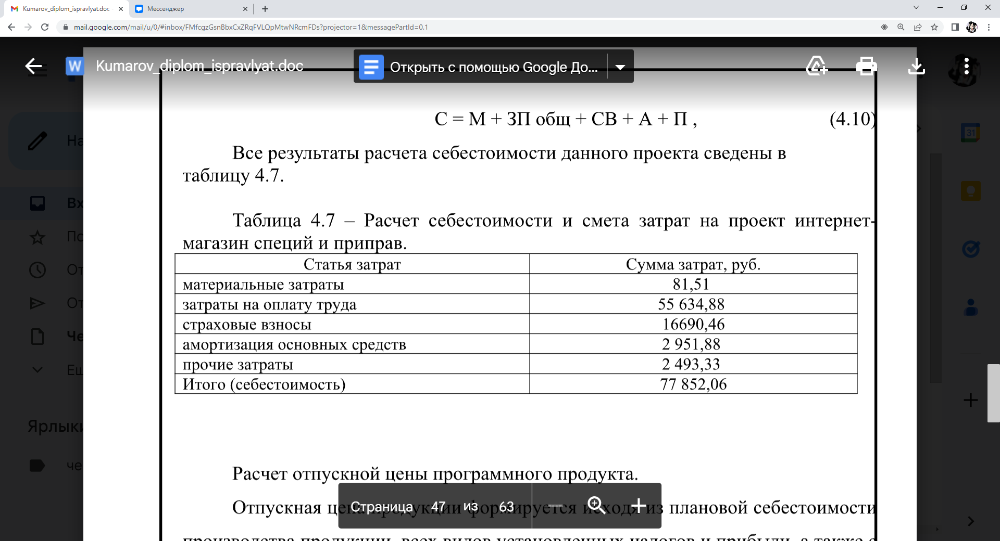 Kumarov_diplom_ispravlyat.doc -
Мессенджер
mail.google.com/mail/u/0/#inbox/FMfcgzGsnBbxCxZRqFVLQpMtwNRcmFDs?projector=1&messagePartId=0.1
W Kumarov_diplom_ispravlyat.doc
Открыть с помощью Google До...
С = М + ЗП общ + СВ + А + П , (4.10)
Все результаты расчета себестоимости данного проекта сведены в
таблицу 4.7.
Таблица 4.7 – Расчет себестоимости и смета затрат на проект интернет-
магазин специй и приправ.
Статья затрат Сумма затрат, руб.
материальные затраты 81,51
затраты на оплату труда 55 634,88
страховые взносы 16690,46
амортизация основных средств 2 951,88
прочие затраты 2 493,33
Итого (себестоимость) 77 852,06
Расчет отпускной цены программного продукта.
Отпускная цена продукции формируется исходя из плановой себестоимости
производства продукции, всех видов установленных налогов и прибыли, а также с
Страница 47 из 63
На
Вх
По
От
От
Че
Ещ
Ярлыки
че
31